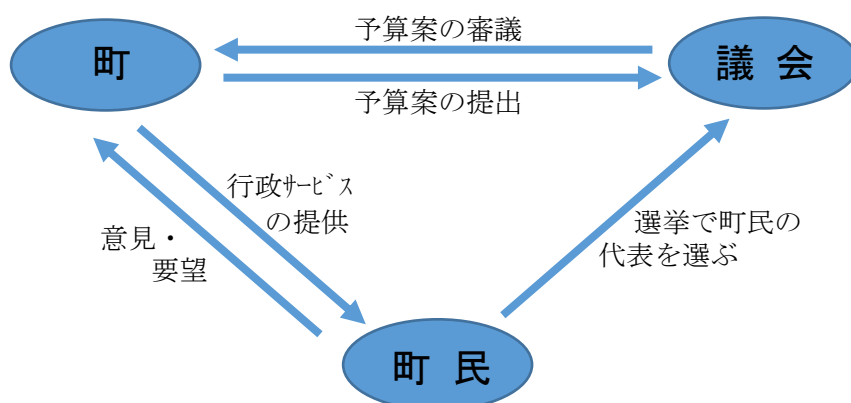 予算案の審議
町
議 会
予算案の提出
行政ｻｰﾋﾞｽ
の提供
意見・
要望
選挙で町民の
代表を選ぶ
町 民